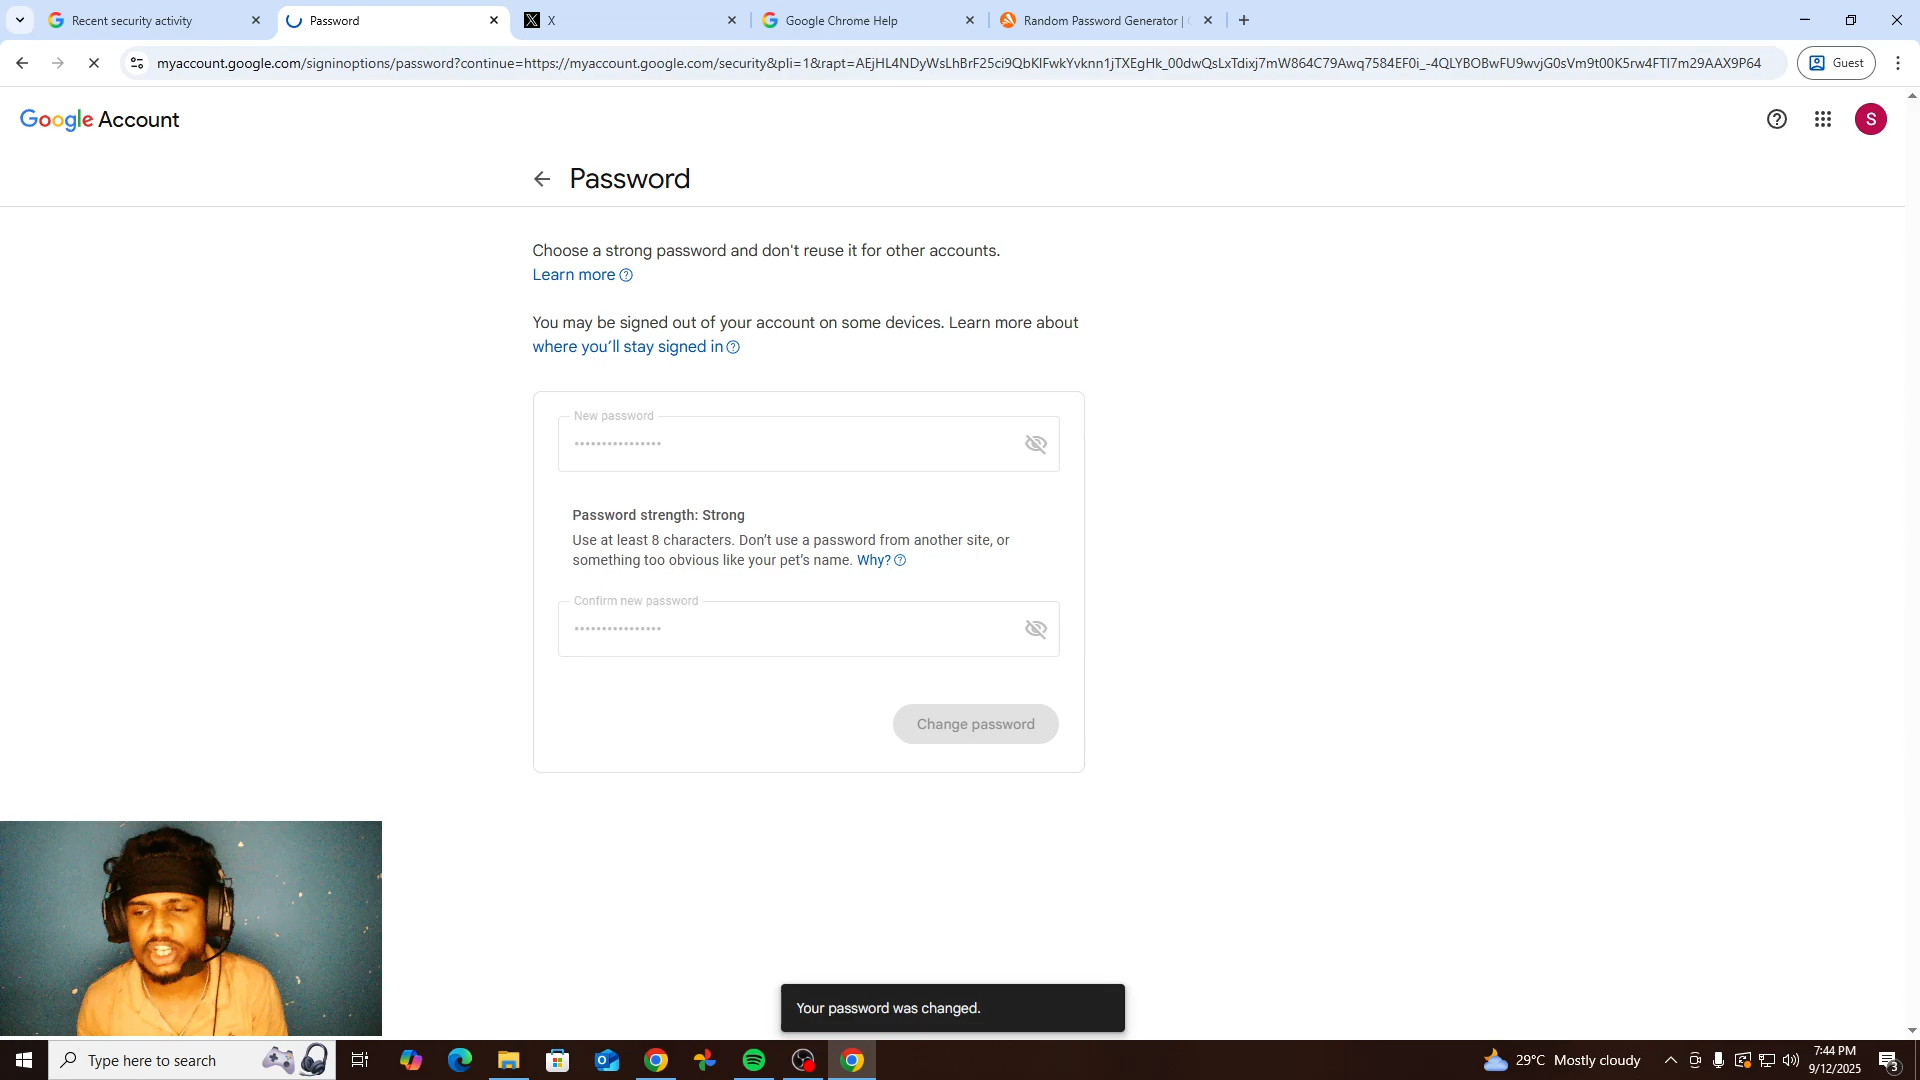 Recent security activity
Password
X
Google Chrome Help
Random Password Generator |
myaccount.google.com/signinoptions/password?continue=https://myaccount.google.com/security&pli=1&rapt=
Guest
Google Account
S
Password
Choose a strong password and don't reuse it for other accounts.
Learn more
You may be signed out of your account on some devices. Learn more about
where you'll stay signed in
New password
••••••••••••••••
Password strength: Strong
Use at least 8 characters. Don't use a password from another site, or
something too obvious like your pet's name. Why?
Confirm new password
••••••••••••••••
Change password
Your password was changed.
Type here to search
29°C Mostly cloudy
7:44 PM
9/12/2025
3